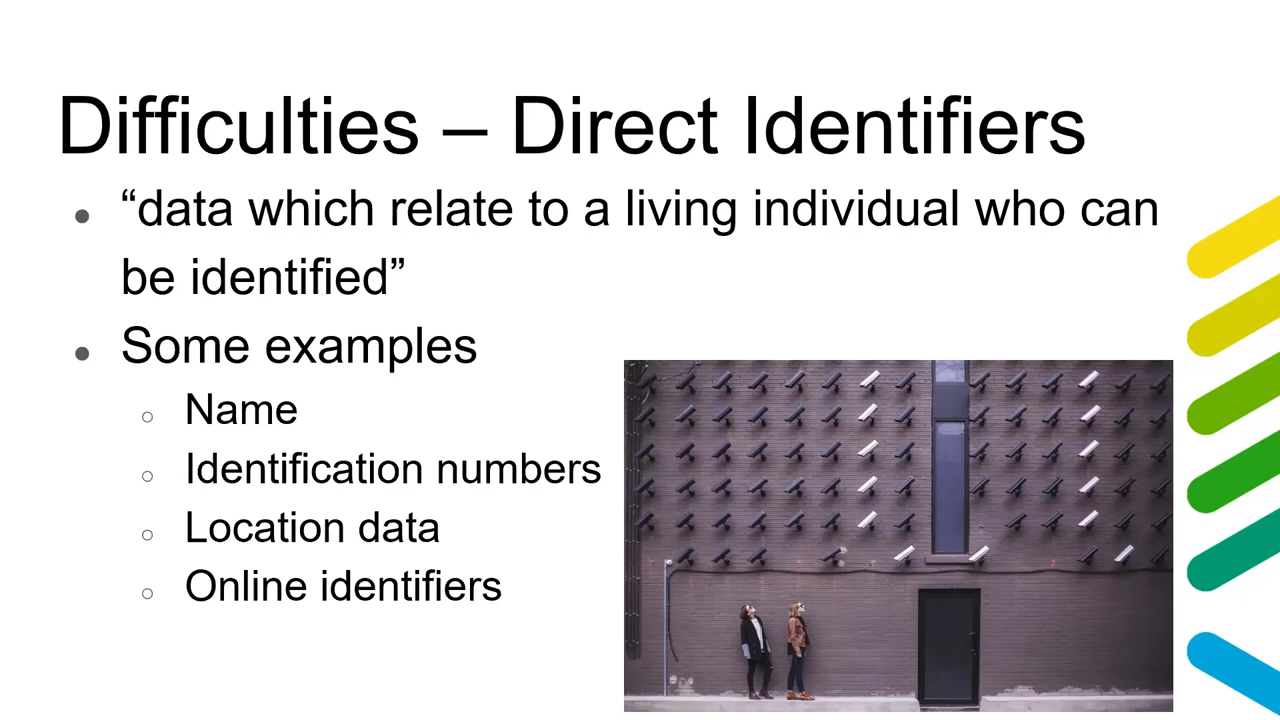 Difficulties – Direct Identifiers
“data which relate to a living individual who can
be identified”
Some examples
Name
Identification numbers
Location data
Online identifiers